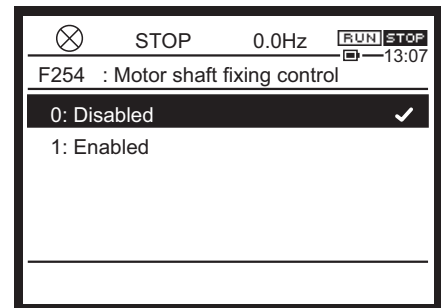 STOP 0.0Hz RUN STOP
13:07
F254 : Motor shaft fixing control
0: Disabled
1: Enabled